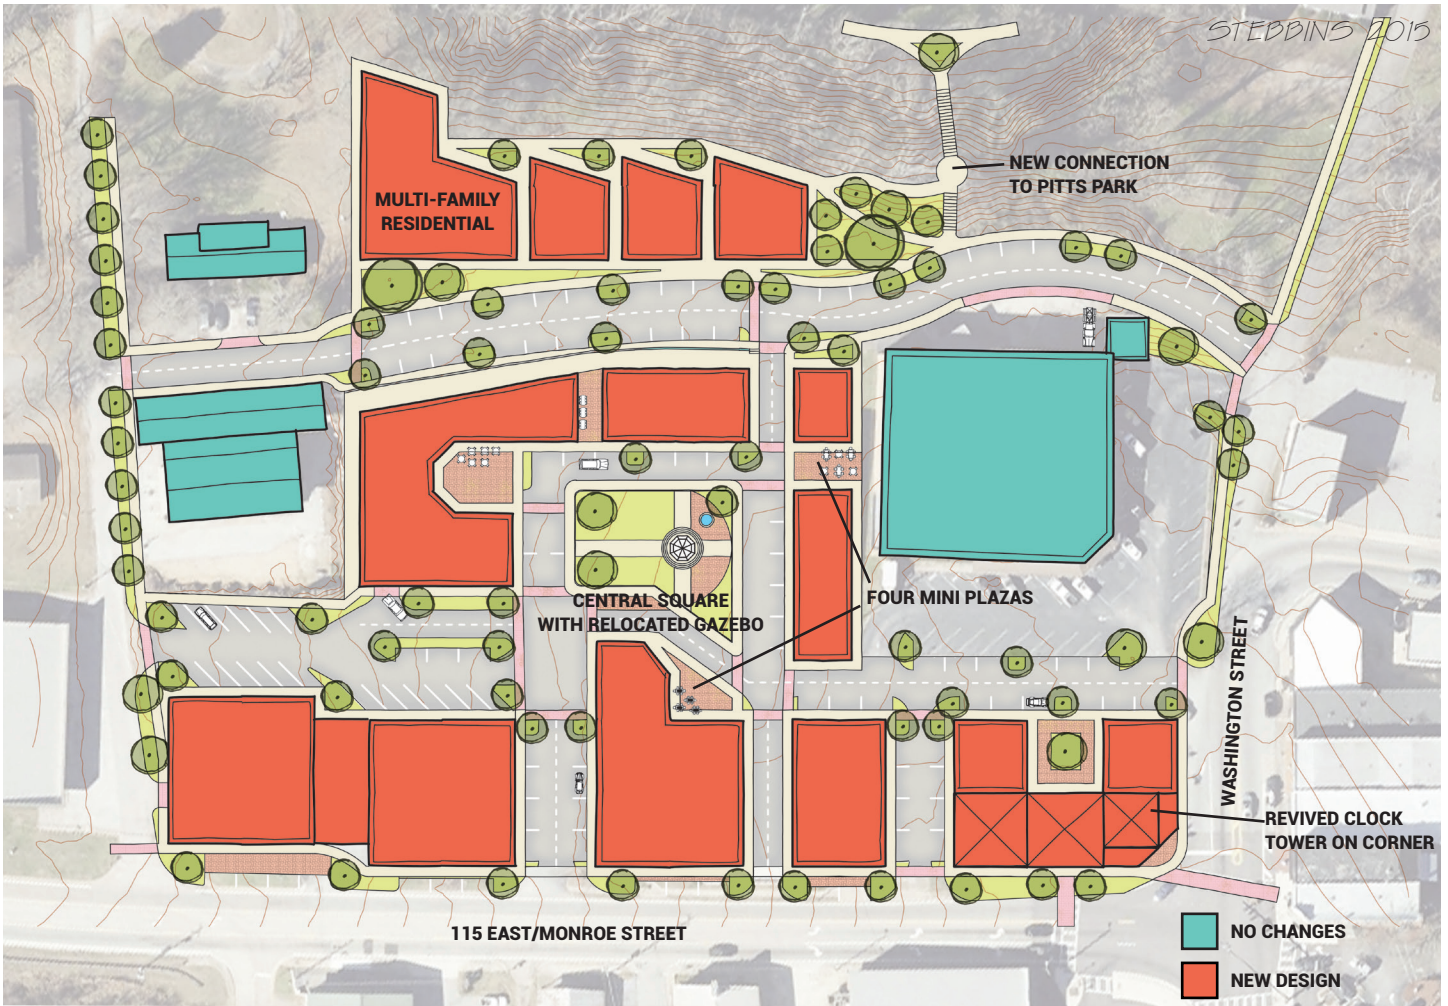 STEBBINS 2015
NEW CONNECTION
TO PITTS PARK
MULTI-FAMILY
RESIDENTIAL
CENTRAL SQUARE
WITH RELOCATED GAZEBO
FOUR MINI PLAZAS
WASHINGTON STREET
REVIVED CLOCK
TOWER ON CORNER
115 EAST/MONROE STREET
NO CHANGES
NEW DESIGN